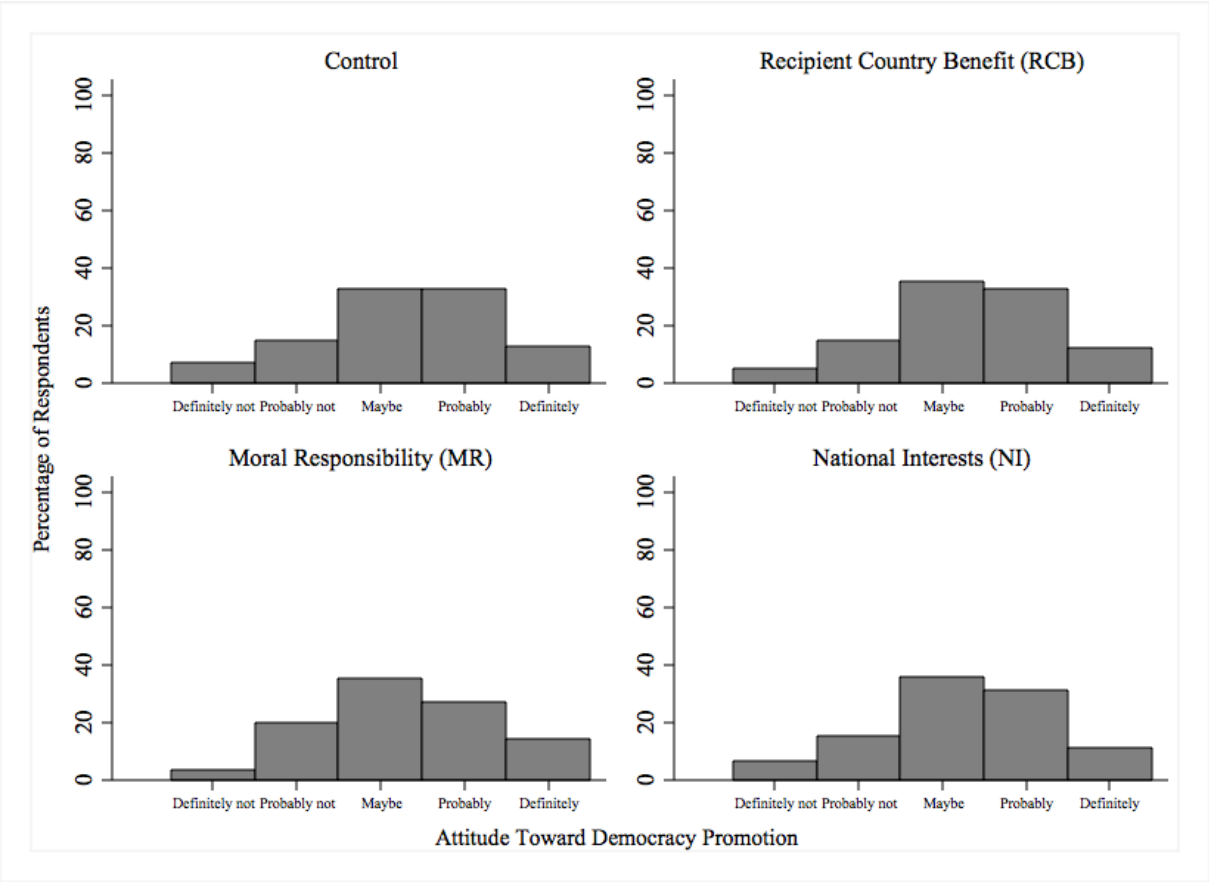 Control
Recipient Country Benefit (RCB)
100
80
60
40
20
0
Definitely not Probably not Maybe Probably Definitely
100
80
60
40
20
0
Definitely not Probably not Maybe Probably Definitely
Percentage of Respondents
Moral Responsibility (MR)
National Interests (NI)
100
80
60
40
20
0
Definitely not Probably not Maybe Probably Definitely
100
80
60
40
20
0
Definitely not Probably not Maybe Probably Definitely
Attitude Toward Democracy Promotion